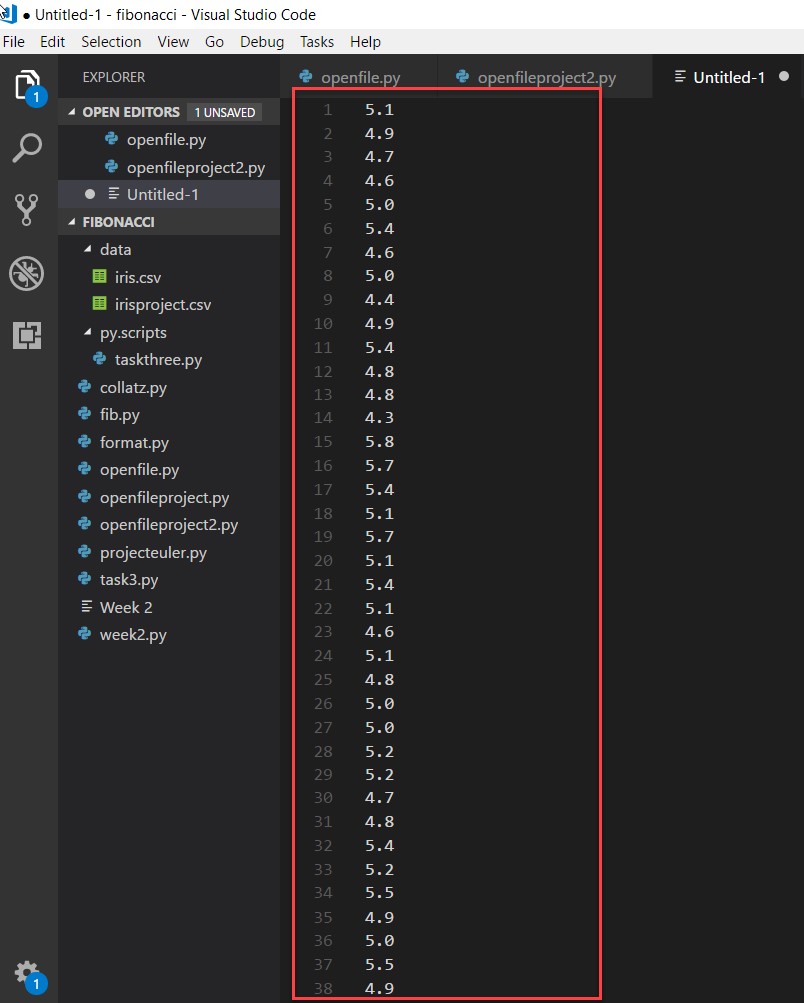 Untitled-1 - fibonacci - Visual Studio Code
File Edit Selection View Go Debug Tasks Help
EXPLORER
OPEN EDITORS 1 UNSAVED
openfile.py
openfileproject2.py
Untitled-1
FIBONACCI
data
iris.csv
irisproject.csv
py.scripts
taskthree.py
collatz.py
fib.py
format.py
openfile.py
openfileproject.py
openfileproject2.py
projecteuler.py
task3.py
Week 2
week2.py
1
1
openfile.py openfileproject2.py Untitled-1
1 5.1
2 4.9
3 4.7
4 4.6
5 5.0
6 5.4
7 4.6
8 5.0
9 4.4
10 4.9
11 5.4
12 4.8
13 4.8
14 4.3
15 5.8
16 5.7
17 5.4
18 5.1
19 5.7
20 5.1
21 5.4
22 5.1
23 4.6
24 5.1
25 4.8
26 5.0
27 5.0
28 5.2
29 5.2
30 4.7
31 4.8
32 5.4
33 5.2
34 5.5
35 4.9
36 5.0
37 5.5
38 4.9